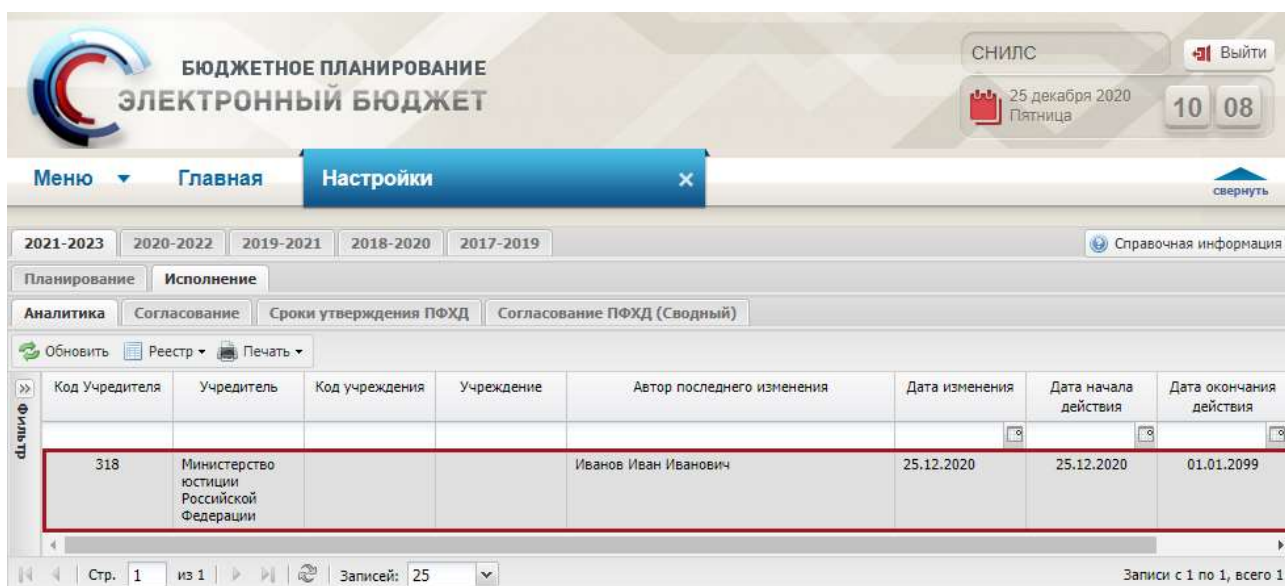 БЮДЖЕТНОЕ ПЛАНИРОВАНИЕ
ЭЛЕКТРОННЫЙ БЮДЖЕТ
СНИЛС
Выйти
25 декабря 2020
Пятница
10 08
Меню Главная Настройки
свернуть
2021-2023 2020-2022 2019-2021 2018-2020 2017-2019 Справочная информация
Планирование Исполнение
Аналитика Согласование Сроки утверждения ПФХД Согласование ПФХД (Сводный)
Обновить Реестр Печать
Фильтр
Код Учредителя Учредитель Код учреждения Учреждение Автор последнего изменения Дата изменения Дата начала действия Дата окончания действия
318 Министерство Иванов Иван Иванович 25.12.2020 25.12.2020 01.01.2099
юстиции
Российской
Федерации
Стр. 1 из 1 Записей: 25 Записи с 1 по 1, всего 1